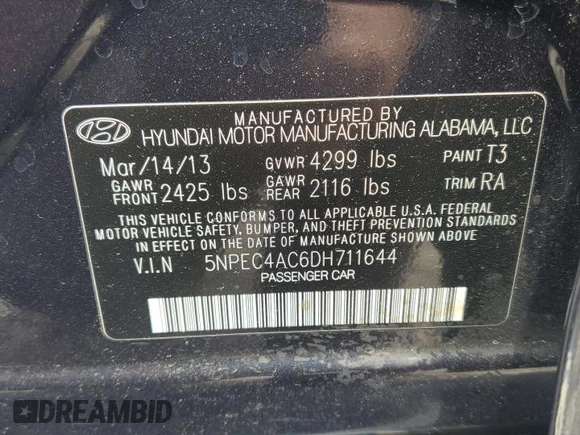 MANUFACTURED BY
HYUNDAI MOTOR MANUFACTURING ALABAMA, LLC
Mar/14/13 GVWR 4299 lbs PAINT T3
GAWR FRONT 2425 lbs GAWR REAR 2116 lbs TRIM RA
THIS VEHICLE CONFORMS TO ALL APPLICABLE U.S.A. FEDERAL
MOTOR VEHICLE SAFETY, BUMPER, AND THEFT PREVENTION STANDARDS
IN EFFECT ON THE DATE OF MANUFACTURE SHOWN ABOVE
V.I.N 5NPEC4AC6DH711644
PASSENGER CAR
DREAMBID